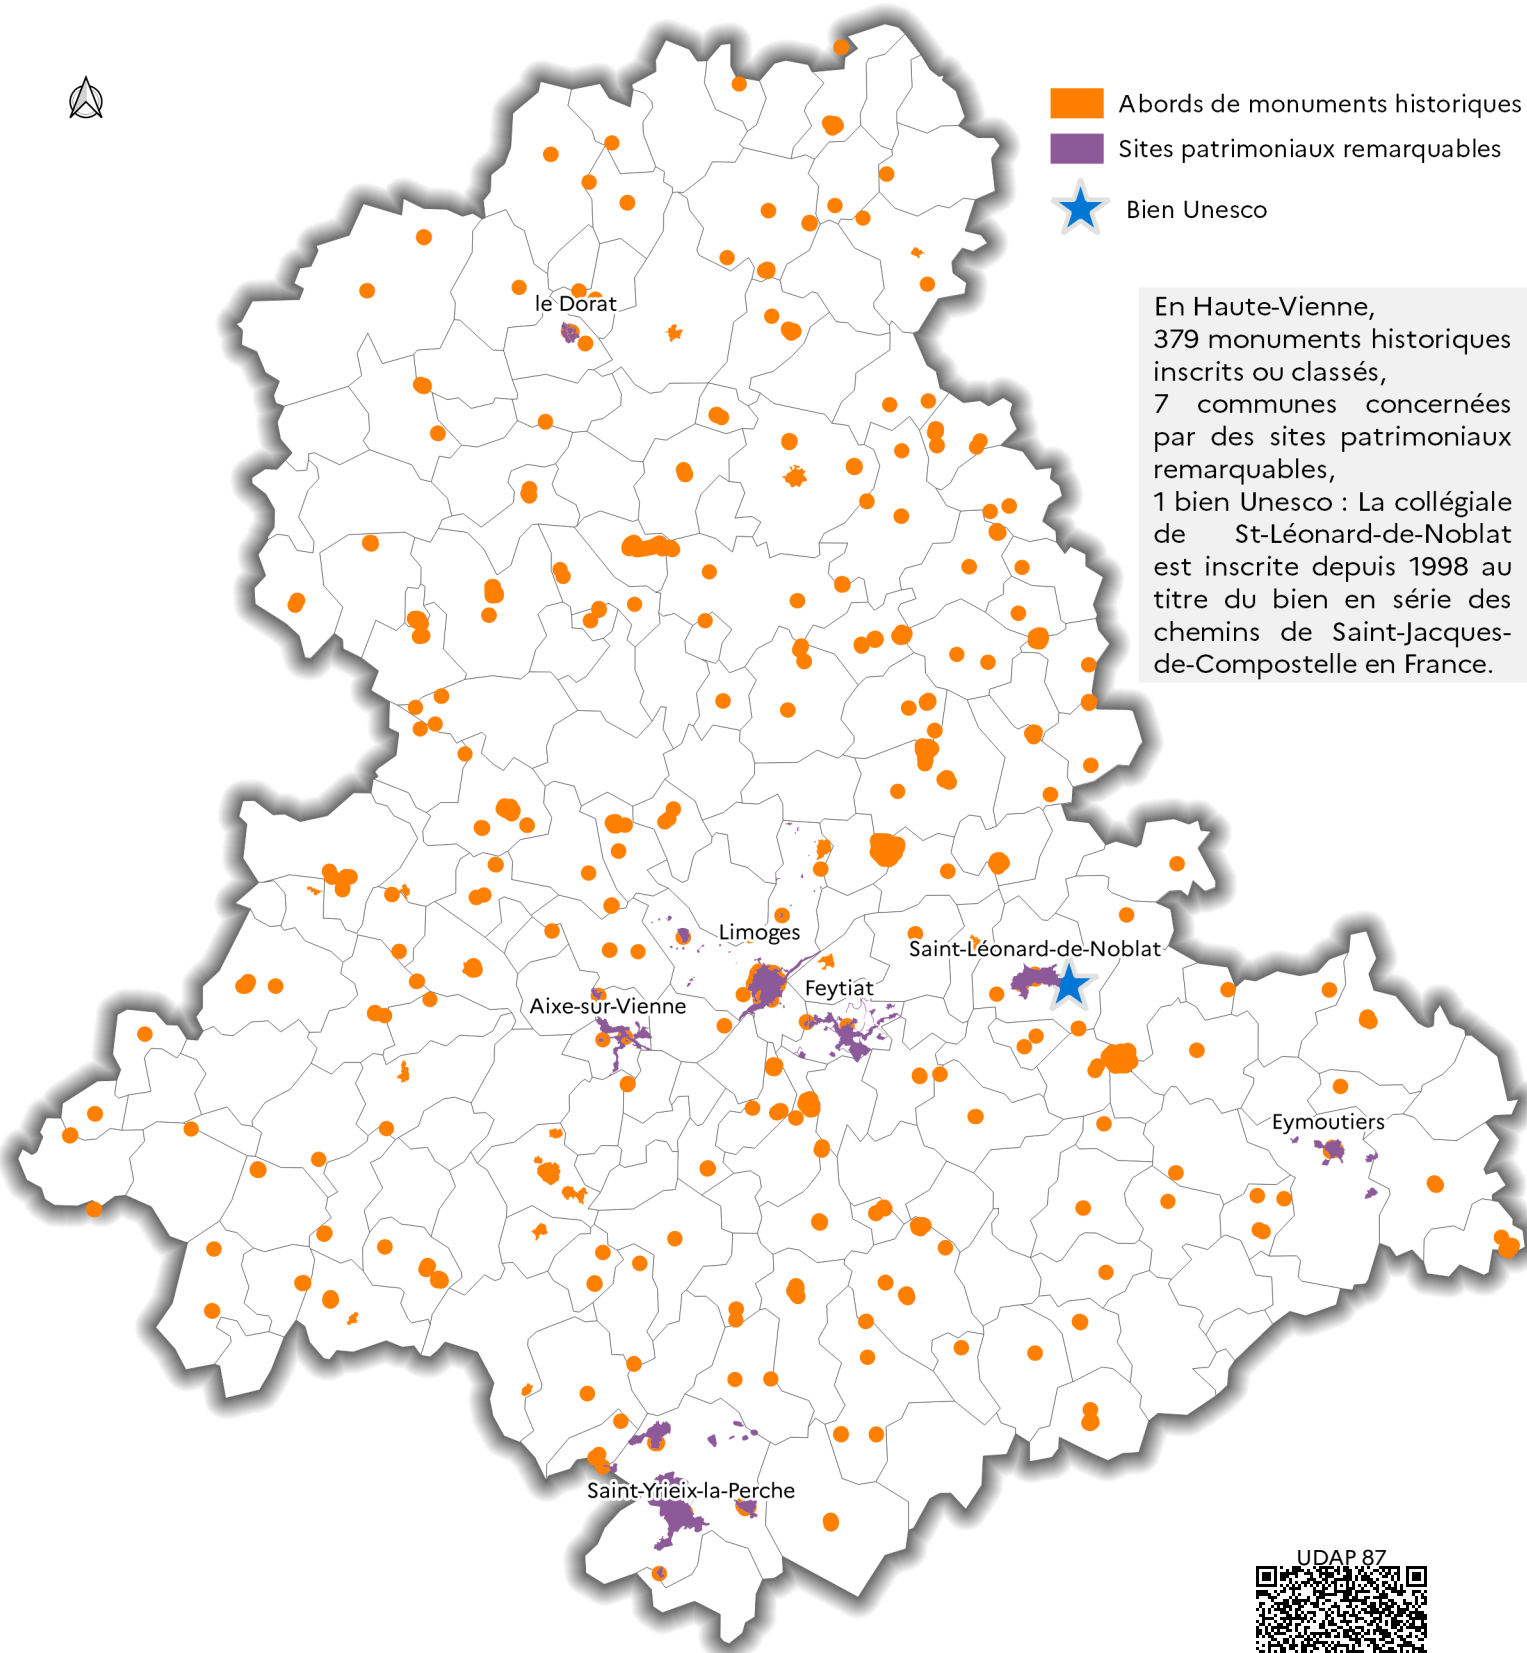 Abords de monuments historiques
Sites patrimoniaux remarquables
Bien Unesco
En Haute-Vienne,
379 monuments historiques
inscrits ou classés,
7 communes concernées
par des sites patrimoniaux
remarquables,
1 bien Unesco : La collégiale
de St-Léonard-de-Noblat
est inscrite depuis 1998 au
titre du bien en série des
chemins de Saint-Jacques-
de-Compostelle en France.
le Dorat
Limoges
Saint-Léonard-de-Noblat
Feytiat
Aixe-sur-Vienne
Eymoutiers
Saint-Yrieix-la-Perche
UDAP 87